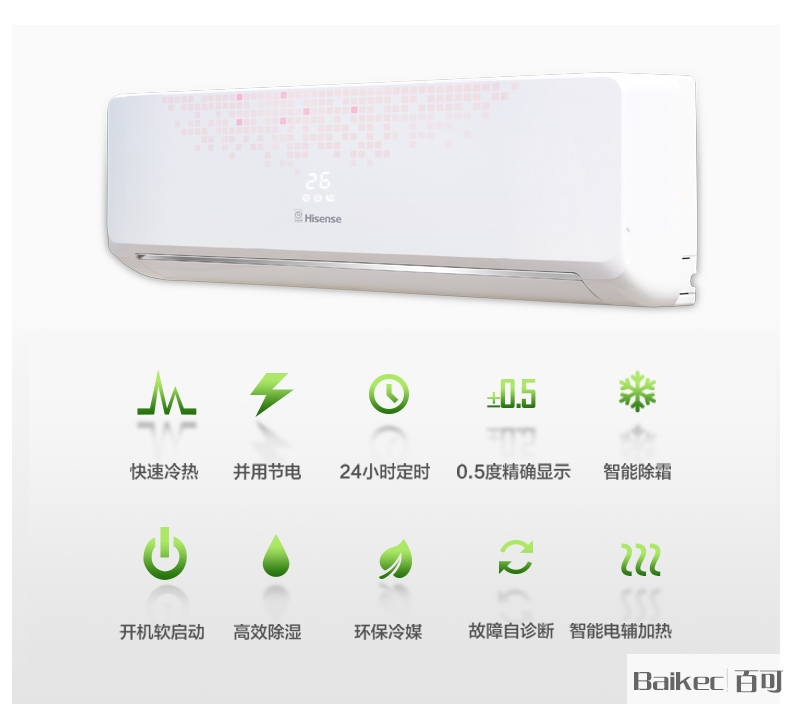 26
Hisense
±0.5
快速冷热
并用节电
24小时定时
0.5度精确显示
智能除霜
开机软启动
高效除湿
环保冷媒
故障自诊断
智能电辅加热
Baikec 百可